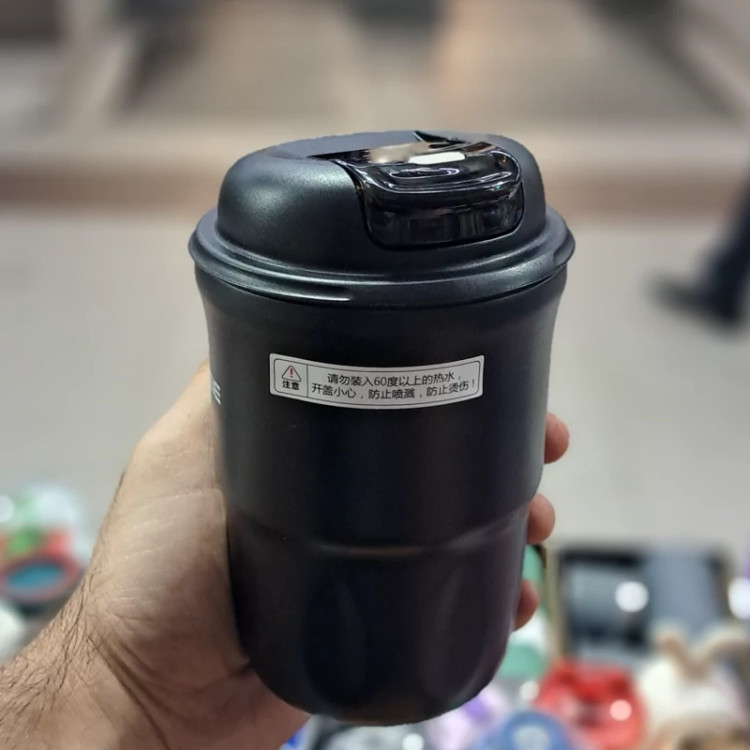 注意
请勿装入60度以上的热水，
开盖小心，防止喷溅，防止烫伤！